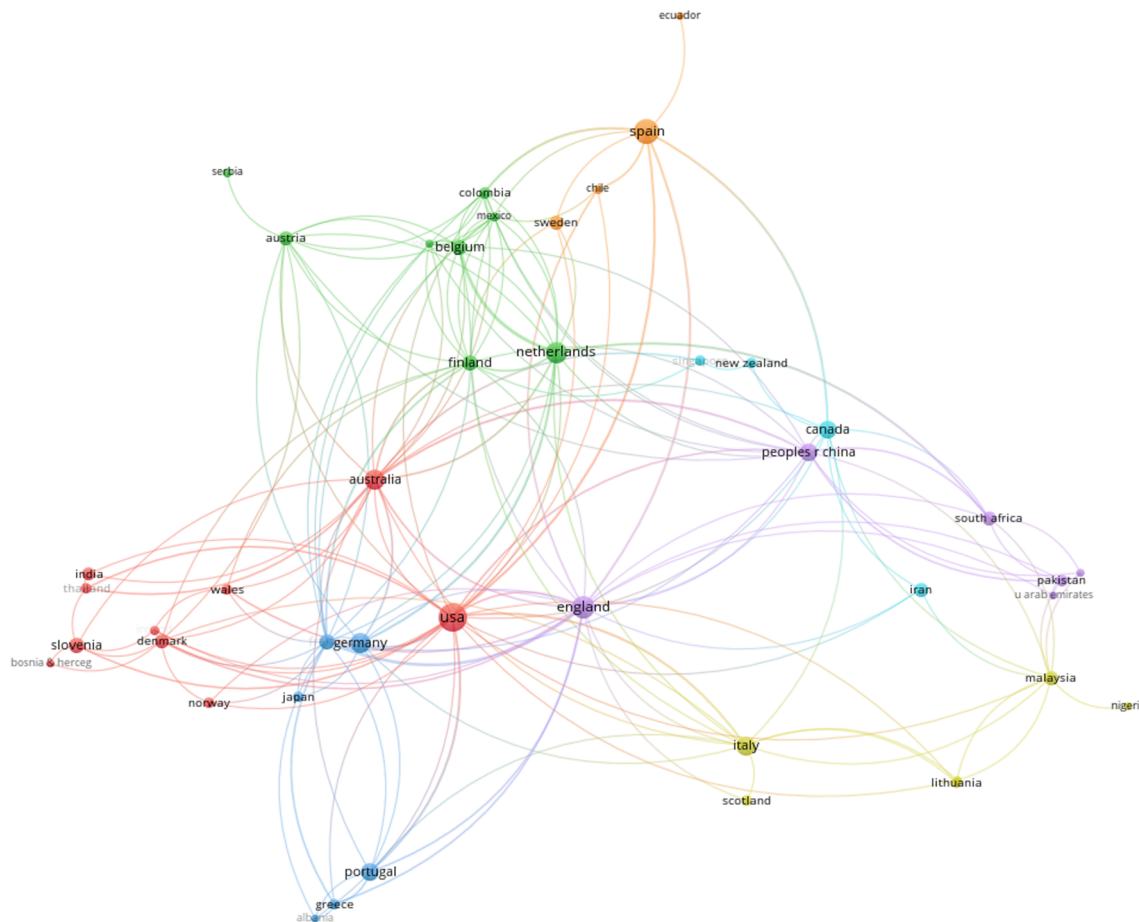 ecuador
spain
serbia
chile
colombia
mexico
sweden
austria
belgium
netherlands
finland
new zealand
canada
peoples r china
australia
south africa
india
thailand
wales
pakistan
iran
u arab emirates
england
usa
slovenia
denmark
germany
bosnia & herceg
malaysia
norway
japan
nigeri
italy
lithuania
scotland
portugal
greece
albania